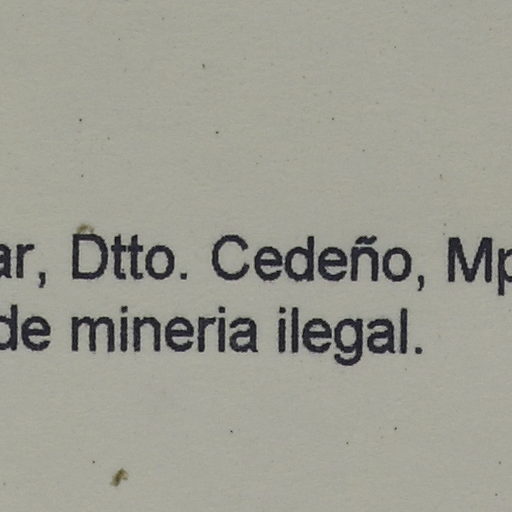 ar, Dtto. Cedeño, Mp
de mineria ilegal.